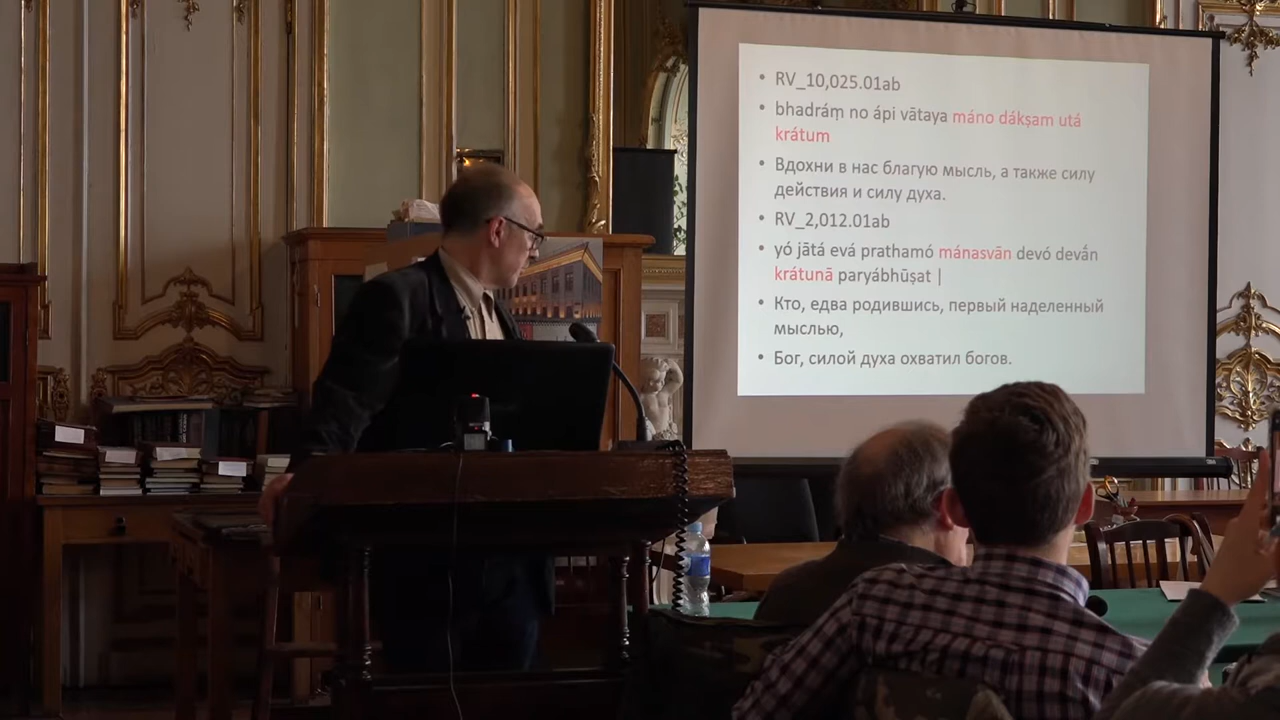 RV_10,025.01ab
bhadráṃ no ápi vātaya máno dákṣam utá
krátum
Вдохни в нас благую мысль, а также силу
действия и силу духа.
RV_2,012.01ab
yó jātá evá prathamó mánasvān devó devā́n
krátunā paryábhūṣat |
Кто, едва родившись, первый наделенный
мыслью,
Бог, силой духа охватил богов.